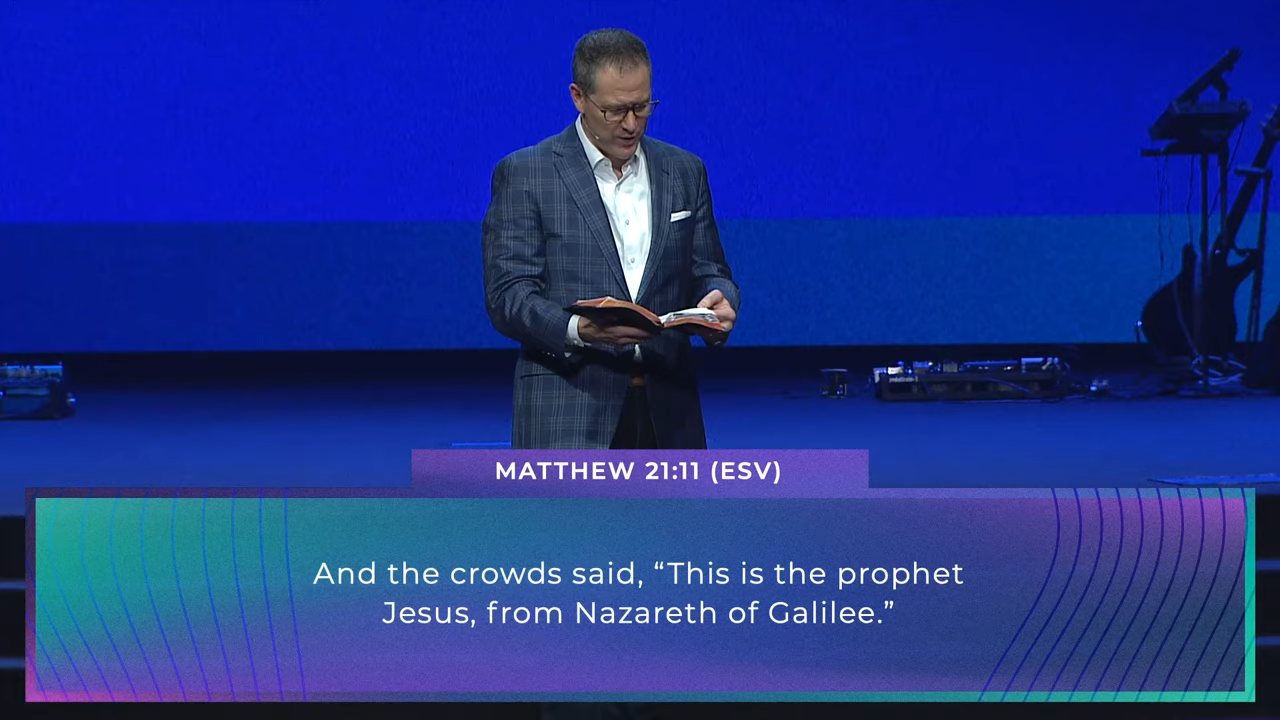 MATTHEW 21:11 (ESV)
And the crowds said, “This is the prophet
Jesus, from Nazareth of Galilee.”